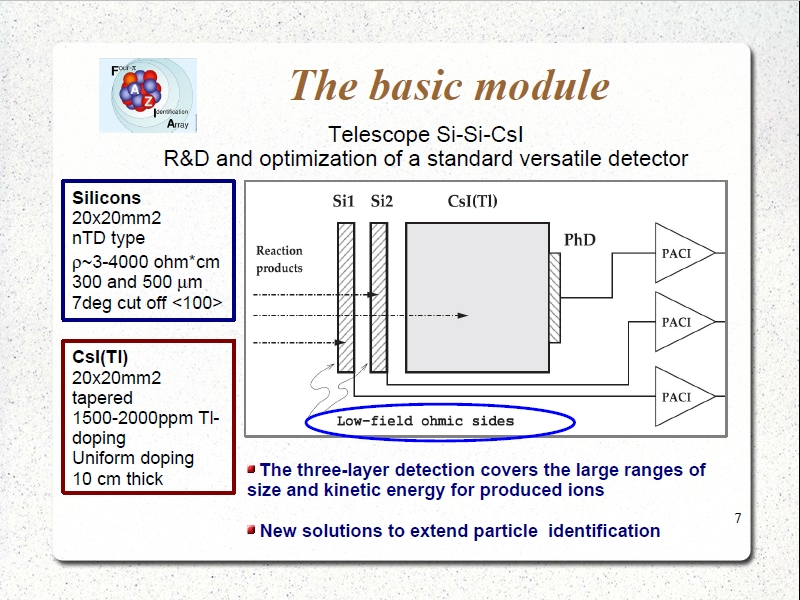 Four-π
A
Z
Identification
Array
The basic module
Telescope Si-Si-CsI
R&D and optimization of a standard versatile detector
Silicons
20x20mm2
nTD type
ρ~3-4000 ohm*cm
300 and 500 μm
7deg cut off <100>
CsI(Tl)
20x20mm2
tapered
1500-2000ppm Tl-
doping
Uniform doping
10 cm thick
Si1 Si2 CsI(Tl)
PhD
Reaction
products
PACI
PACI
PACI
Low-field ohmic sides
The three-layer detection covers the large ranges of
size and kinetic energy for produced ions
New solutions to extend particle identification
7